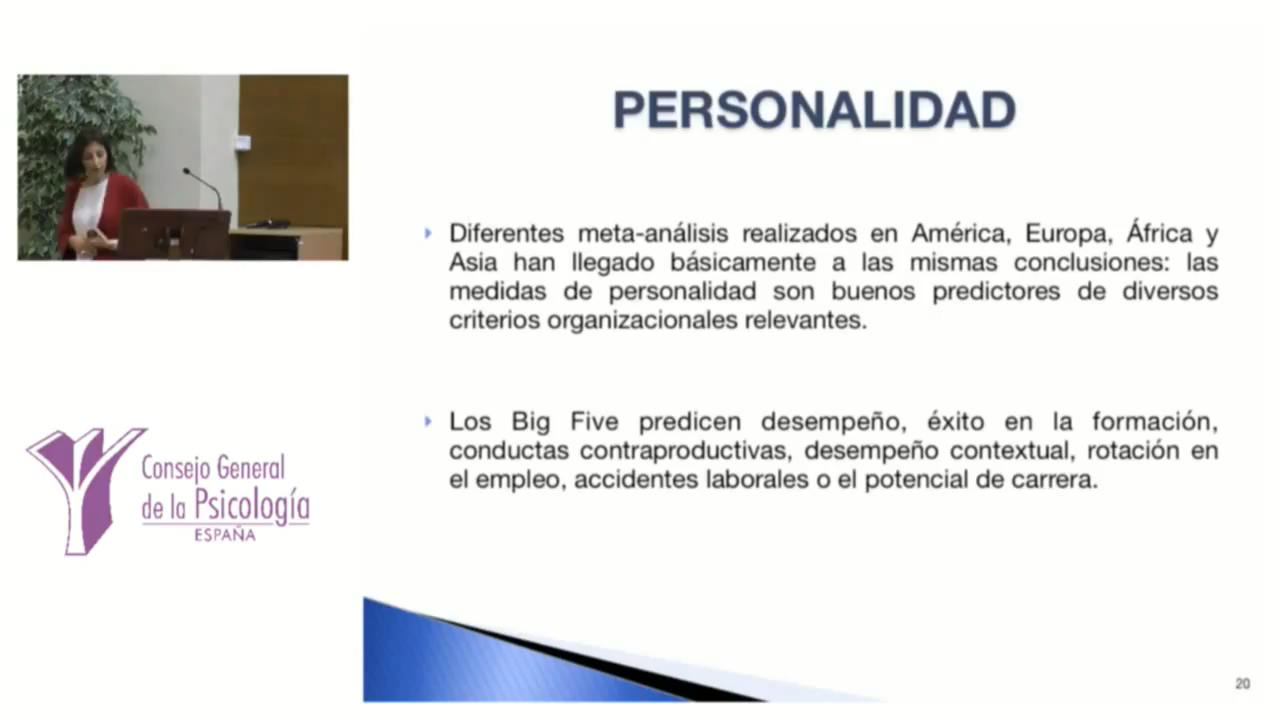 PERSONALIDAD
Diferentes meta-análisis realizados en América, Europa, África y
Asia han llegado básicamente a las mismas conclusiones: las
medidas de personalidad son buenos predictores de diversos
criterios organizacionales relevantes.
Los Big Five predicen desempeño, éxito en la formación,
conductas contraproductivas, desempeño contextual, rotación en
el empleo, accidentes laborales o el potencial de carrera.
Consejo General
de la Psicología
ESPAÑA
20